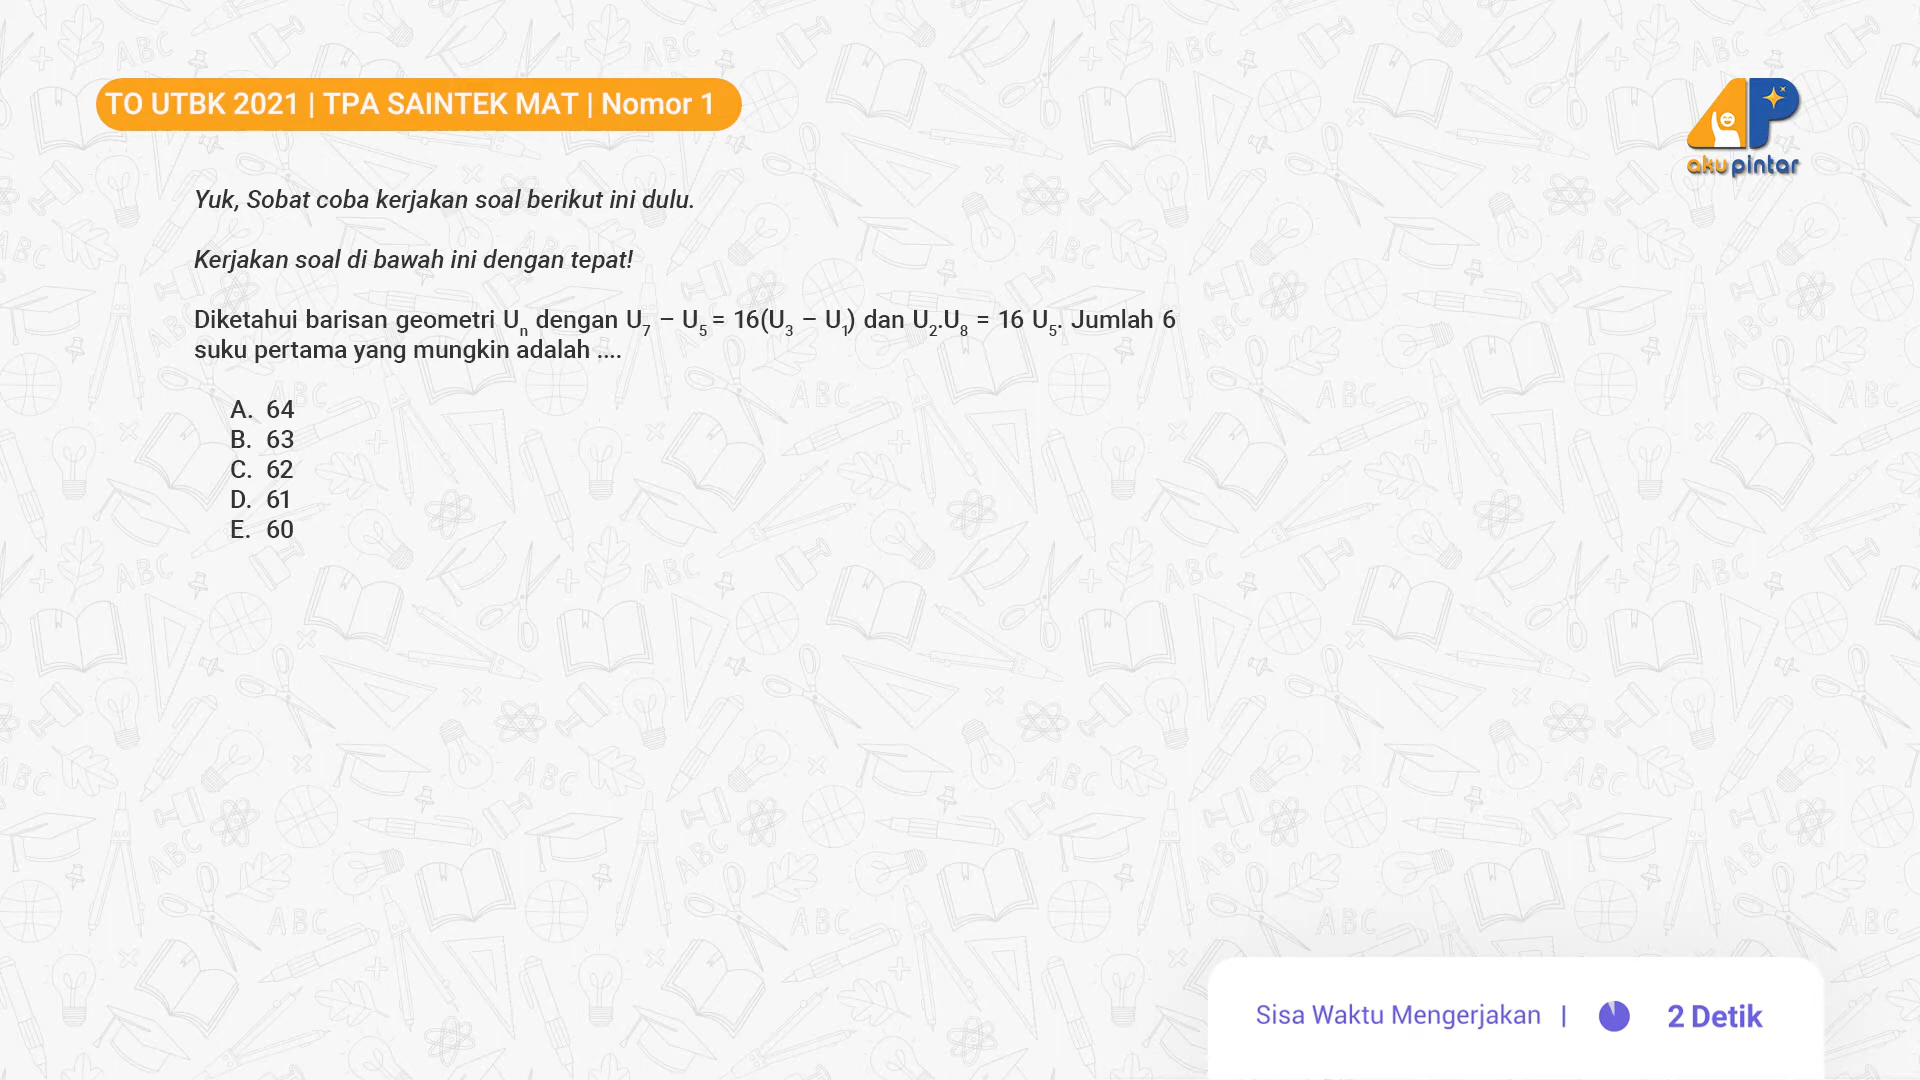 TO UTBK 2021 | TPA SAINTEK MAT | Nomor 1
akupintar
Yuk, Sobat coba kerjakan soal berikut ini dulu.
Kerjakan soal di bawah ini dengan tepat!
Diketahui barisan geometri Uₙ dengan U₇ − U₅ = 16(U₃ − U₁) dan U₂.U₈ = 16 U₅. Jumlah 6
suku pertama yang mungkin adalah ....
A. 64
B. 63
C. 62
D. 61
E. 60
Sisa Waktu Mengerjakan | 2 Detik